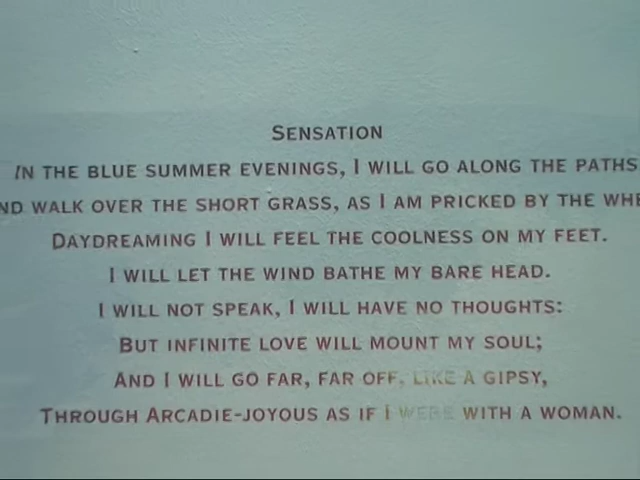 SENSATION
IN THE BLUE SUMMER EVENINGS, I WILL GO ALONG THE PATHS
WALK OVER THE SHORT GRASS, AS I AM PRICKED BY THE
DAYDREAMING I WILL FEEL THE COOLNESS ON MY FEET.
I WILL LET THE WIND BATHE MY BARE HEAD.
I WILL NOT SPEAK, I WILL HAVE NO THOUGHTS:
BUT INFINITE LOVE WILL MOUNT MY SOUL;
AND I WILL GO FAR, FAR OFF, LIKE A GIPSY,
THROUGH ARCADIE-JOYOUS AS IF I WERE WITH A WOMAN.